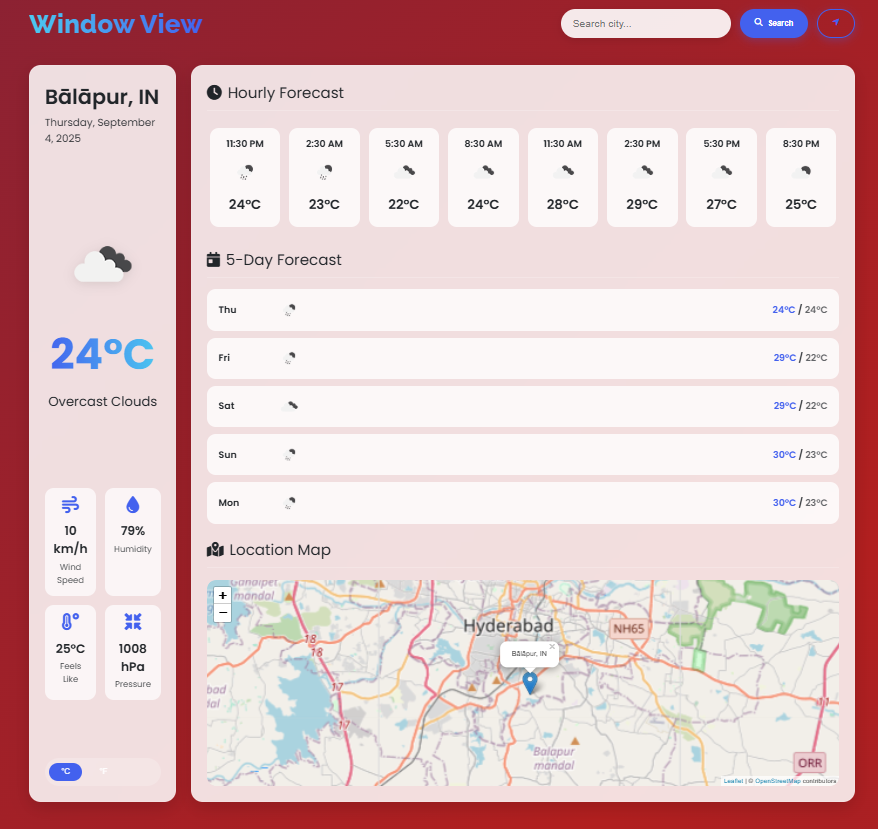 Window View
Search city...
Search
Bālāpur, IN
Thursday, September
4, 2025
24°C
Overcast Clouds
10
km/h
Wind
Speed
79%
Humidity
25°C
Feels
Like
1008
hPa
Pressure
°C
°F
Hourly Forecast
11:30 PM
24°C
2:30 AM
23°C
5:30 AM
22°C
8:30 AM
24°C
11:30 AM
28°C
2:30 PM
29°C
5:30 PM
27°C
8:30 PM
25°C
5-Day Forecast
Thu
24°C / 24°C
Fri
29°C / 22°C
Sat
29°C / 22°C
Sun
30°C / 23°C
Mon
30°C / 23°C
Location Map
+
−
Gandipet
mandal
Hyderabad
NH65
18
18
Bālāpur, IN
×
17
17
bad
dal
11
Balapur
mandal
ORR
Leaflet | © OpenStreetMap contributors